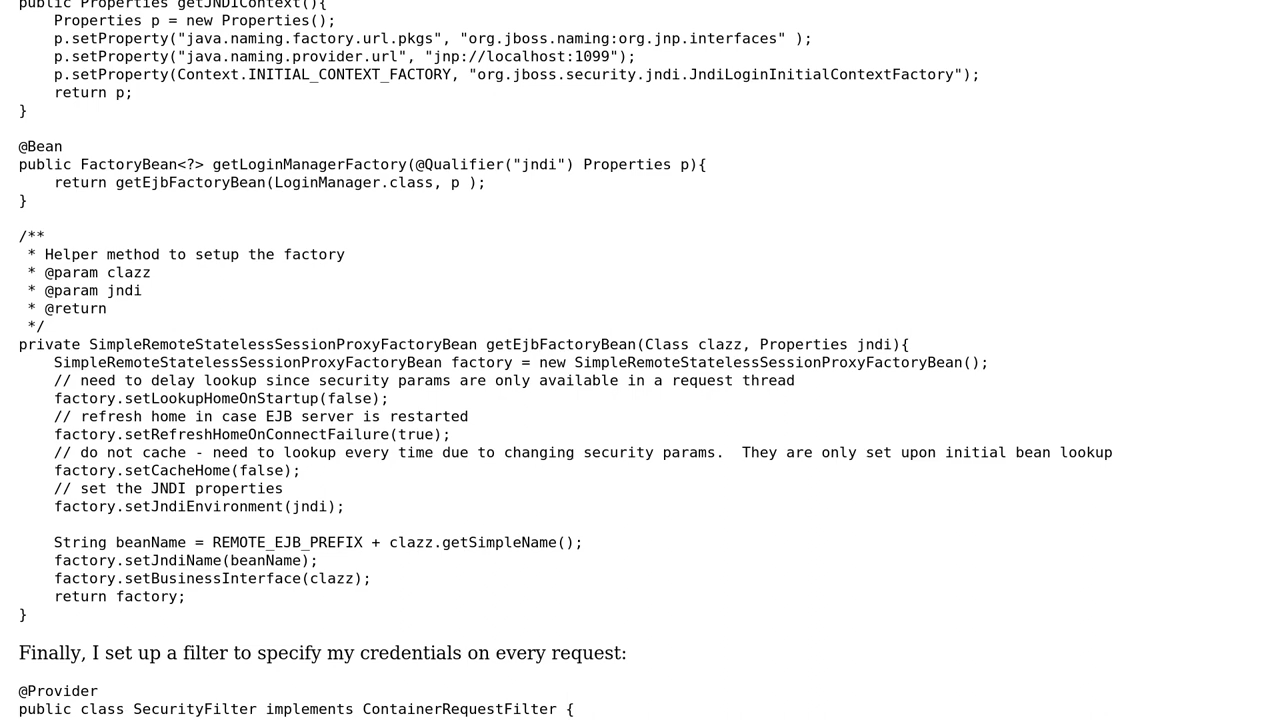 public Properties getJNDIContext(){
    Properties p = new Properties();
    p.setProperty("java.naming.factory.url.pkgs", "org.jboss.naming:org.jnp.interfaces" );
    p.setProperty("java.naming.provider.url", "jnp://localhost:1099");
    p.setProperty(Context.INITIAL_CONTEXT_FACTORY, "org.jboss.security.jndi.JndiLoginInitialContextFactory");
    return p;
}

@Bean
public FactoryBean<?> getLoginManagerFactory(@Qualifier("jndi") Properties p){
    return getEjbFactoryBean(LoginManager.class, p );
}

/**
 * Helper method to setup the factory
 * @param clazz
 * @param jndi
 * @return
 */
private SimpleRemoteStatelessSessionProxyFactoryBean getEjbFactoryBean(Class clazz, Properties jndi){
    SimpleRemoteStatelessSessionProxyFactoryBean factory = new SimpleRemoteStatelessSessionProxyFactoryBean();
    // need to delay lookup since security params are only available in a request thread
    factory.setLookupHomeOnStartup(false);
    // refresh home in case EJB server is restarted
    factory.setRefreshHomeOnConnectFailure(true);
    // do not cache - need to lookup every time due to changing security params.  They are only set upon initial bean lookup
    factory.setCacheHome(false);
    // set the JNDI properties
    factory.setJndiEnvironment(jndi);

    String beanName = REMOTE_EJB_PREFIX + clazz.getSimpleName();
    factory.setJndiName(beanName);
    factory.setBusinessInterface(clazz);
    return factory;
}

Finally, I set up a filter to specify my credentials on every request:

@Provider
public class SecurityFilter implements ContainerRequestFilter {